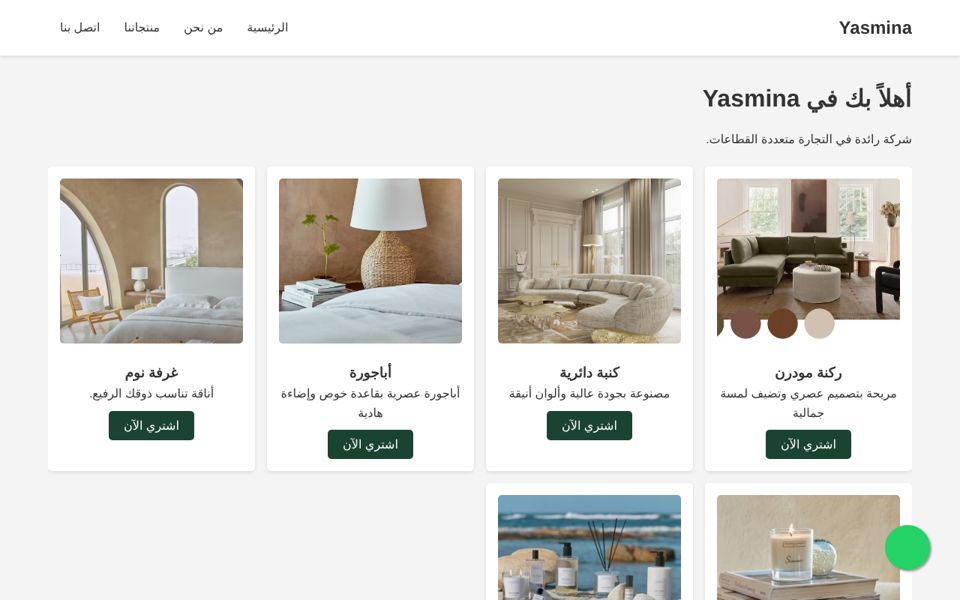 Yasmina
الرئيسية
من نحن
منتجاتنا
اتصل بنا
أهلاً بك في Yasmina
شركة رائدة في التجارة متعددة القطاعات.
ركنة مودرن
مريحة بتصميم عصري وتضيف لمسة
جمالية
اشتري الآن
كنبة دائرية
مصنوعة بجودة عالية وألوان أنيقة
اشتري الآن
أباجورة
أباجورة عصرية بقاعدة خوص وإضاءة
هادية
اشتري الآن
غرفة نوم
أناقة تناسب ذوقك الرفيع.
اشتري الآن